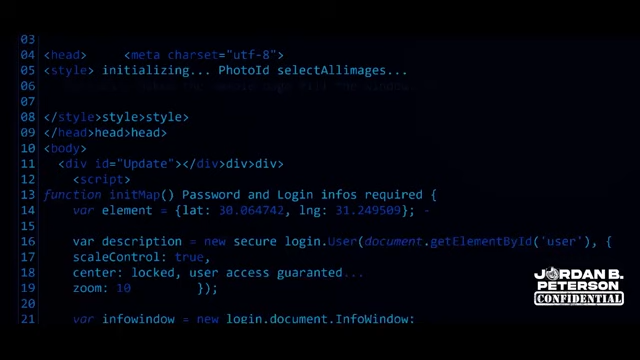 03
04 <head> <meta charset="utf-8">
05 <style> initializing... PhotoId selectAllimages...
06
07
08 </style>style>style>
09 </head>head>head>
10 <body>
11 <div id="Update"></div>div>div>
12 <script>
13 function initMap() Password and Login infos required {
14 var element = {lat: 30.064742, lng: 31.249509}; -
15
16 var description = new secure login.User(document.getElementById('user'), {
17 scaleControl: true,
18 center: locked, user access guaranted...
19 zoom: 10 });
20
21 var infowindow = new login.document.InfoWindow:
JORDAN B.
PETERSON
CONFIDENTIAL